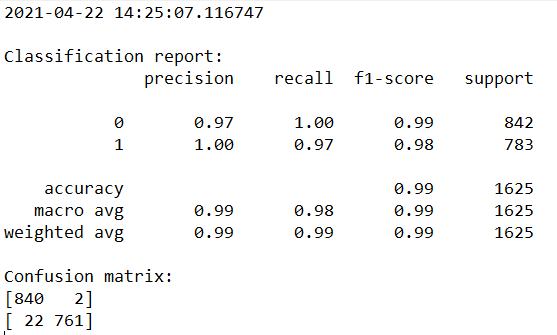 2021-04-22 14:25:07.116747
Classification report:
precision recall f1-score support
0 0.97 1.00 0.99 842
1 1.00 0.97 0.98 783
accuracy 0.99 1625
macro avg 0.99 0.98 0.99 1625
weighted avg 0.99 0.99 0.99 1625
Confusion matrix:
[840 2]
[ 22 761]